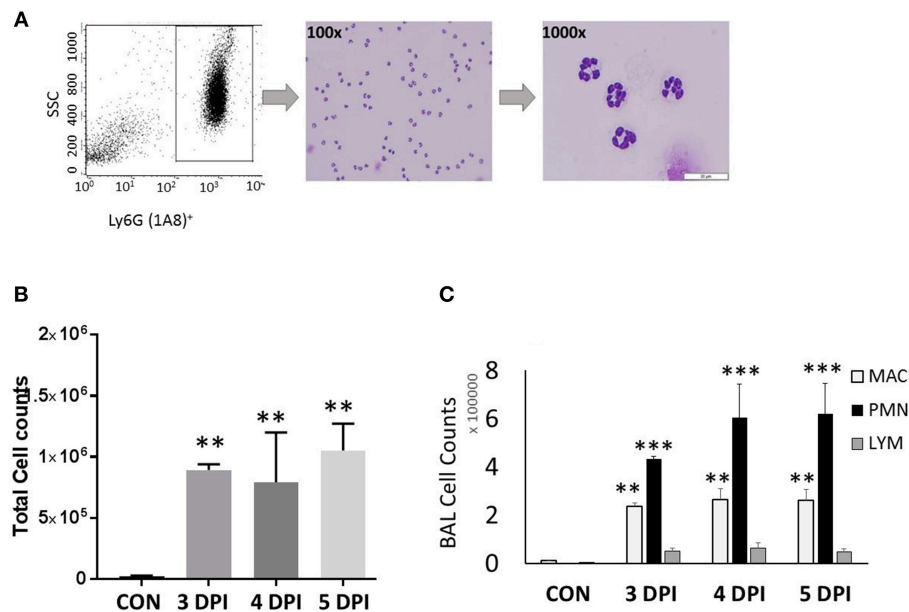 A
1000
800
SSC
400
200
0
10⁰ 10¹ 10² 10³
Ly6G (1A8)⁺
100x
1000x
B
2× 10⁶
.5× 10⁶
1× 10⁶
5× 10⁵
0
Total Cell counts
** ** **
CON 3 DPI 4 DPI 5 DPI
C
8
6
4
2
0
BAL Cell Counts
x 100000
** *** ** *** ** ***
MAC
PMN
LYM
CON 3 DPI 4 DPI 5 DPI